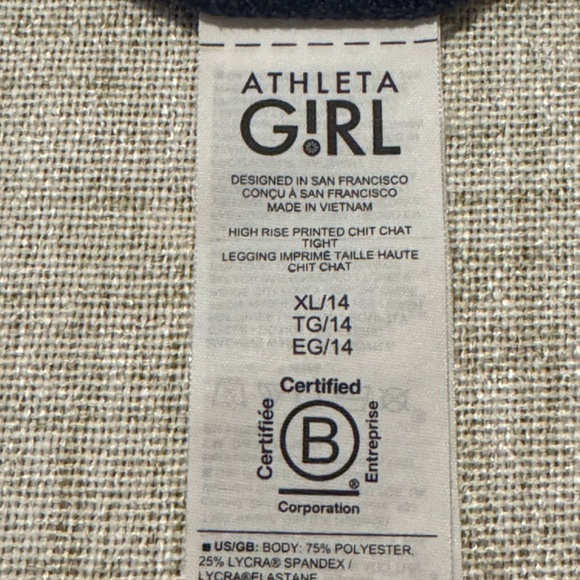 ATHLETA
G!RL
DESIGNED IN SAN FRANCISCO
CONÇU À SAN FRANCISCO
MADE IN VIETNAM
HIGH RISE PRINTED CHIT CHAT
TIGHT
LEGGING IMPRIMÉ TAILLE HAUTE
CHIT CHAT
XL/14
TG/14
EG/14
Certified
Certifiée
B
Entreprise
®
Corporation
■ US/GB: BODY: 75% POLYESTER,
25% LYCRA® SPANDEX /
LYCRA®ELASTANE